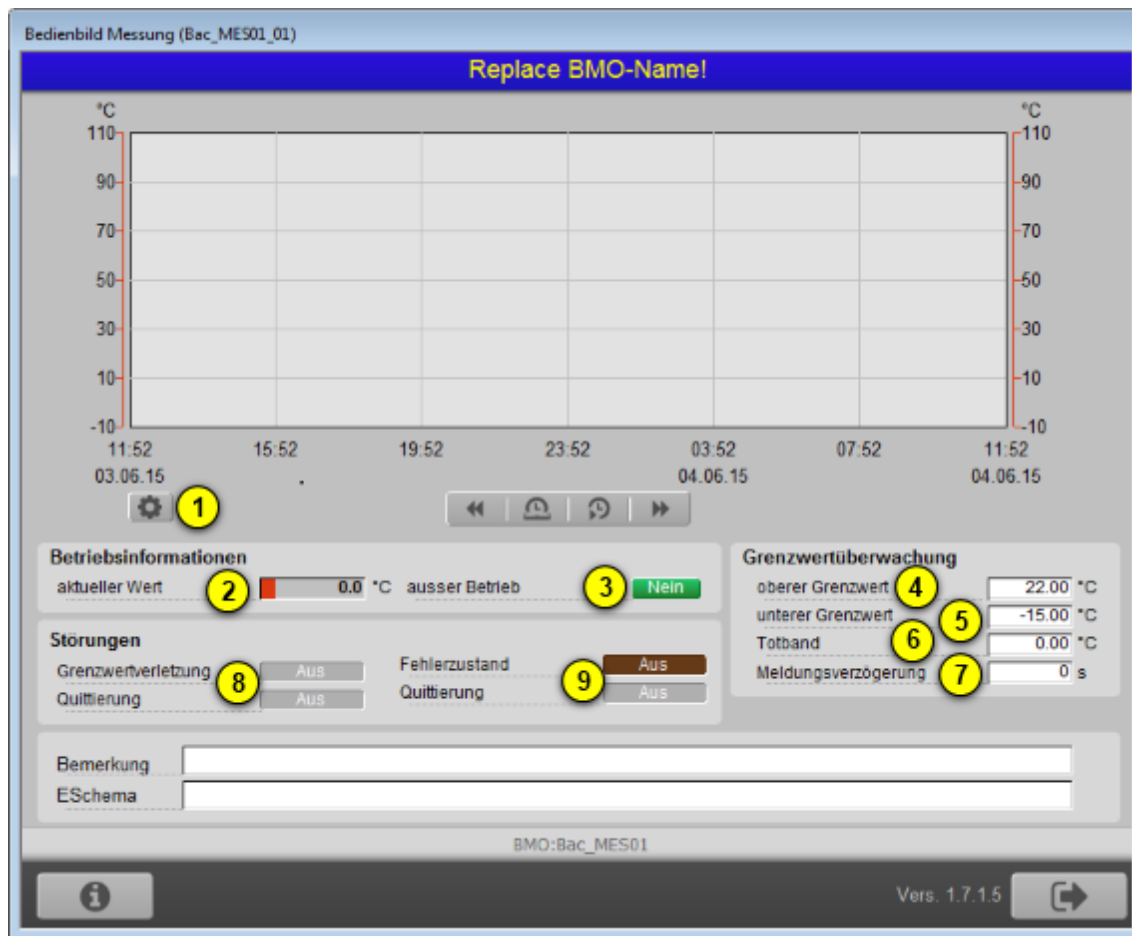 Bedienbild Messung (Bac_MES01_01)
Replace BMO-Name!
°C °C
110 110
90 90
70 70
50 50
30 30
10 10
-10 -10
11:52 15:52 19:52 23:52 03:52 07:52 11:52
03.06.15 04.06.15 04.06.15
1
Betriebsinformationen
aktueller Wert 2 0.0 °C ausser Betrieb 3 Nein
Störungen
Grenzwertverletzung 8 Aus
Quittierung Aus
Fehlerzustand 9 Aus
Quittierung Aus
Grenzwertüberwachung
oberer Grenzwert 4 22.00 °C
unterer Grenzwert 5 -15.00 °C
Totband 6 0.00 °C
Meldungsverzögerung 7 0 s
Bemerkung
ESchema
BMO:Bac_MES01
Vers. 1.7.1.5